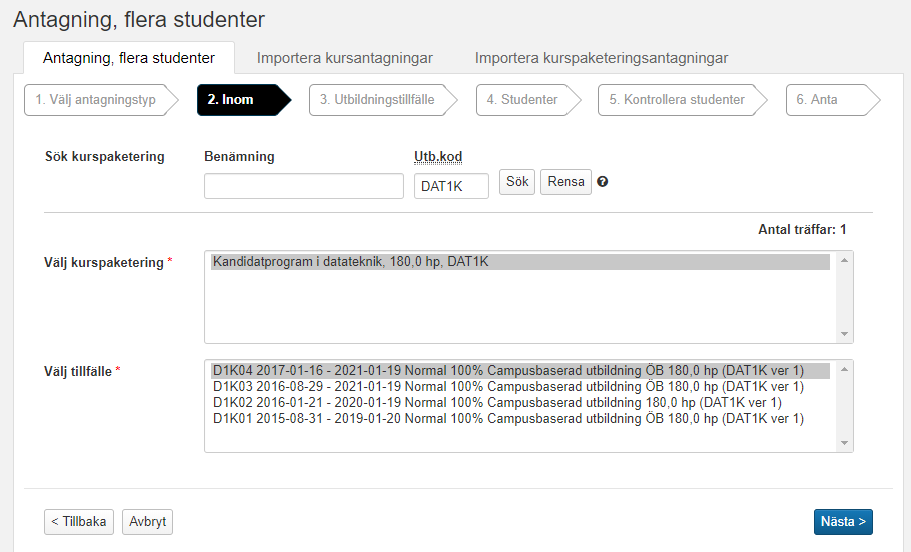 Antagning, flera studenter
Antagning, flera studenter Importera kursantagningar Importera kurspaketeringsantagningar
1. Välj antagningstyp 2. Inom 3. Utbildningstillfälle 4. Studenter 5. Kontrollera studenter 6. Anta
Sök kurspaketering Benämning Utb.kod
DAT1K Sök Rensa ?
Antal träffar: 1
Välj kurspaketering * Kandidatprogram i datateknik, 180,0 hp, DAT1K
Välj tillfälle * D1K04 2017-01-16 - 2021-01-19 Normal 100% Campusbaserad utbildning ÖB 180,0 hp (DAT1K ver 1)
D1K03 2016-08-29 - 2021-01-19 Normal 100% Campusbaserad utbildning ÖB 180,0 hp (DAT1K ver 1)
D1K02 2016-01-21 - 2020-01-19 Normal 100% Campusbaserad utbildning 180,0 hp (DAT1K ver 1)
D1K01 2015-08-31 - 2019-01-20 Normal 100% Campusbaserad utbildning ÖB 180,0 hp (DAT1K ver 1)
< Tillbaka Avbryt Nästa >